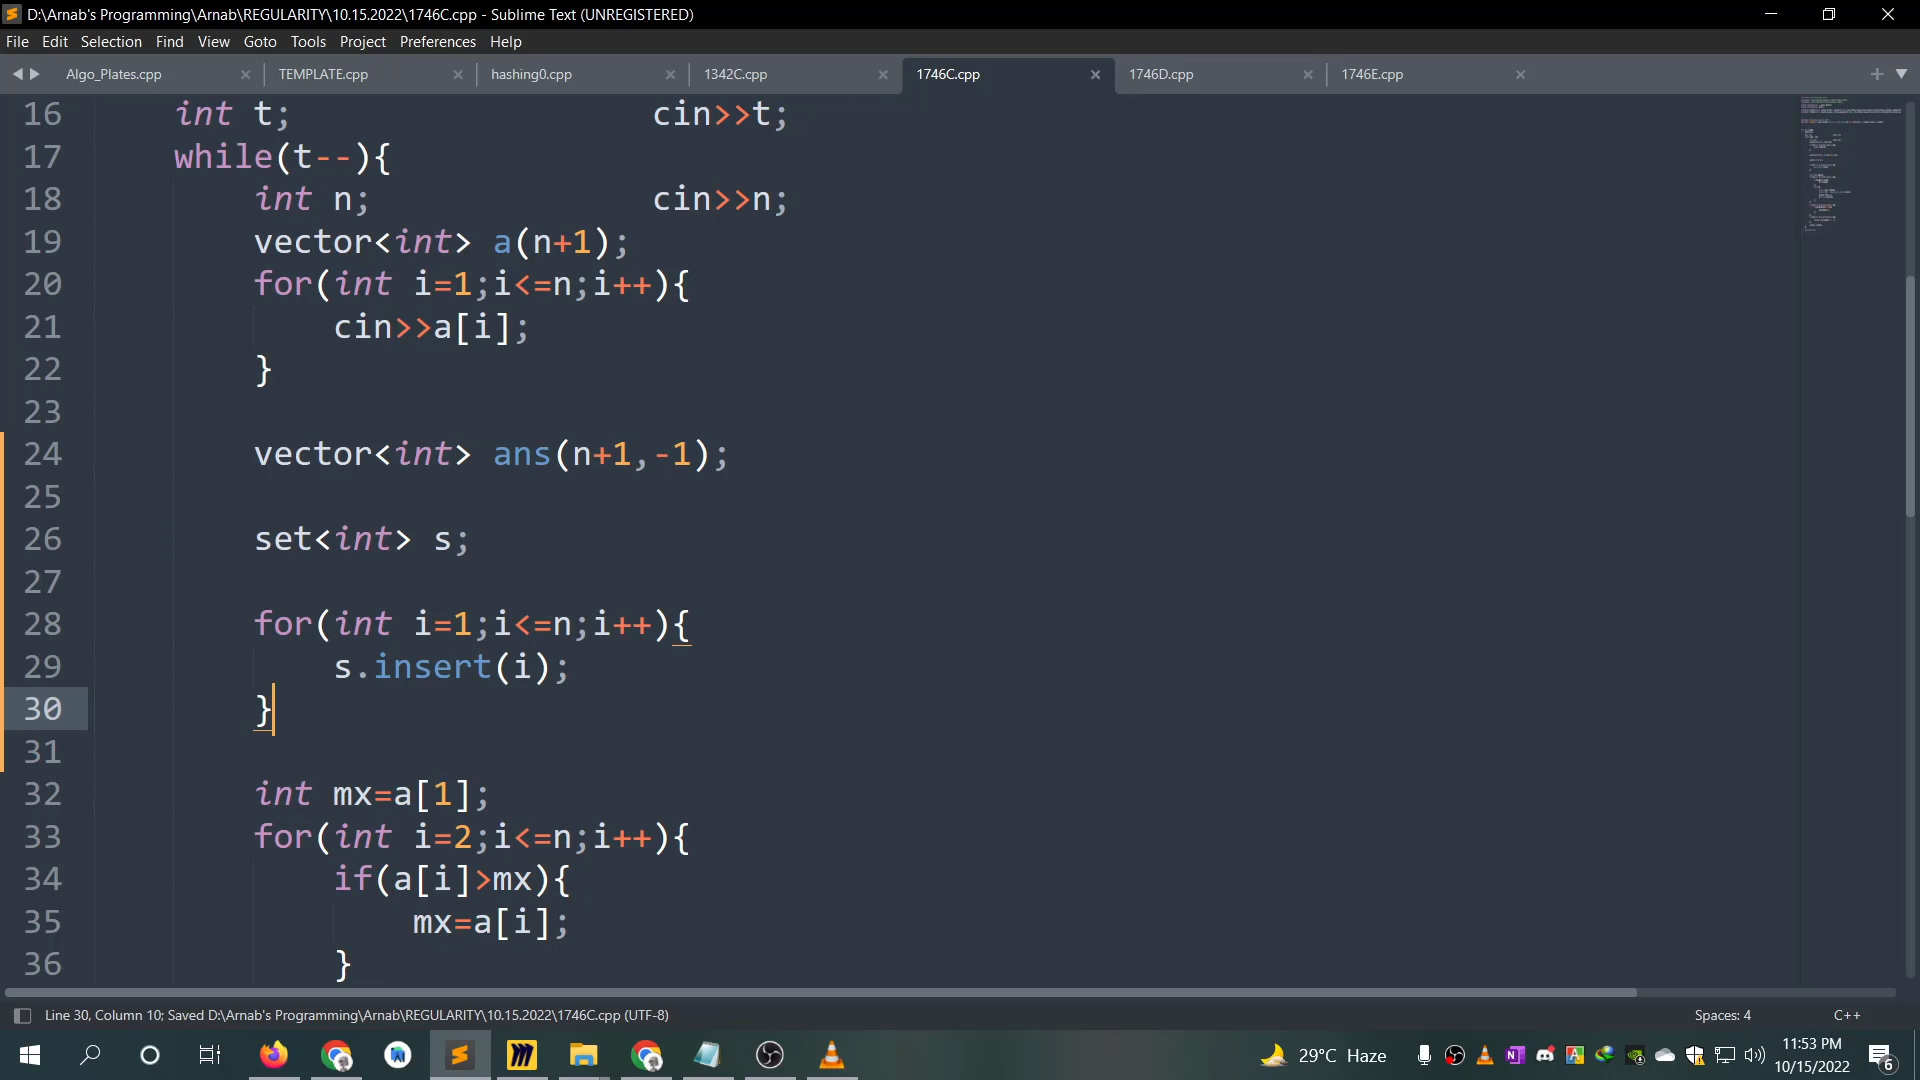 D:\Arnab's Programming\Arnab\REGULARITY\10.15.2022\1746C.cpp - Sublime Text (UNREGISTERED)
File Edit Selection Find View Goto Tools Project Preferences Help
Algo_Plates.cpp TEMPLATE.cpp hashing0.cpp 1342C.cpp 1746C.cpp 1746D.cpp 1746E.cpp
16 int t; cin>>t;
17 while(t--){
18 int n; cin>>n;
19 vector<int> a(n+1);
20 for(int i=1;i<=n;i++){
21 cin>>a[i];
22 }
23
24 vector<int> ans(n+1,-1);
25
26 set<int> s;
27
28 for(int i=1;i<=n;i++){
29 s.insert(i);
30 }
31
32 int mx=a[1];
33 for(int i=2;i<=n;i++){
34 if(a[i]>mx){
35 mx=a[i];
36 }
Line 30, Column 10; Saved D:\Arnab's Programming\Arnab\REGULARITY\10.15.2022\1746C.cpp (UTF-8) Spaces: 4 C++
29°C Haze 11:53 PM
10/15/2022 6